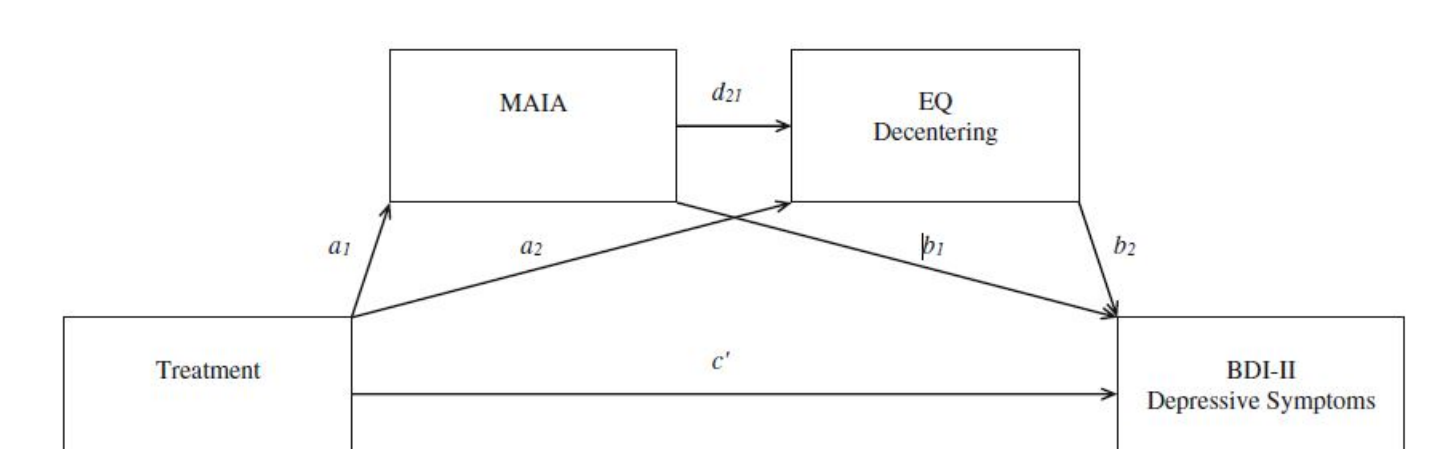 MAIA
d21
EQ
Decentering
a1
a2
b1
b2
Treatment
c'
BDI-II
Depressive Symptoms